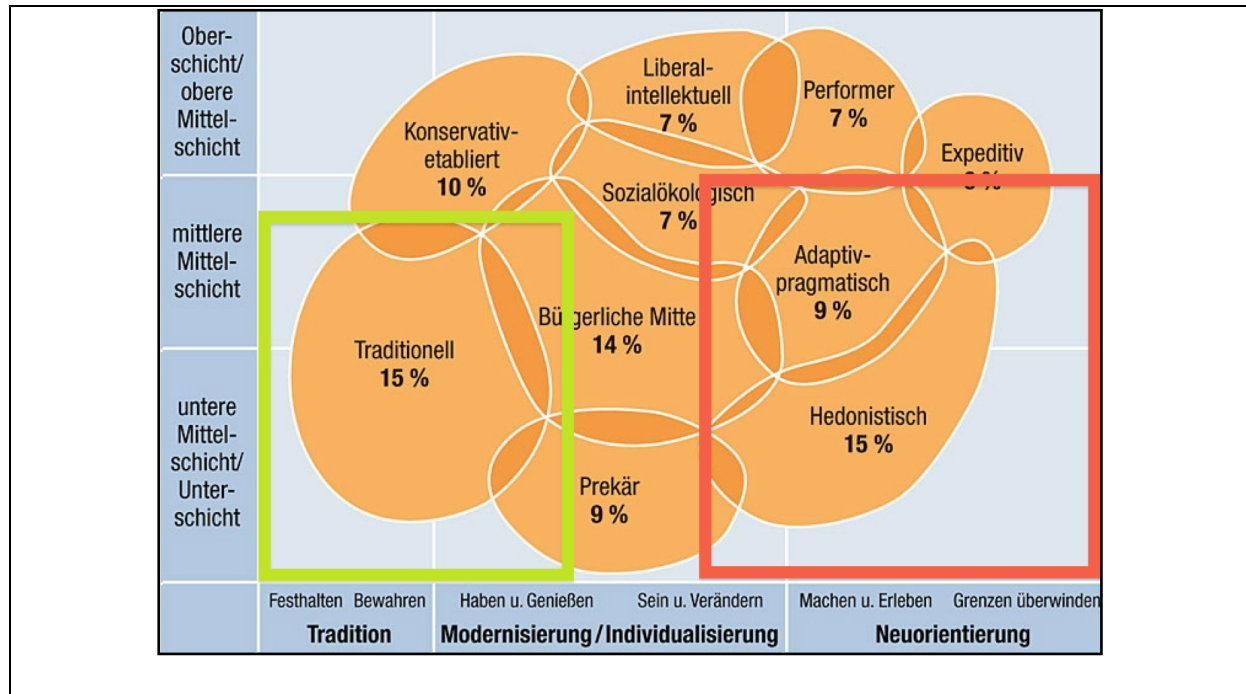 Ober-
schicht/
obere
Mittel-
schicht
mittlere
Mittel-
schicht
untere
Mittel-
schicht/
Unter-
schicht
Liberal-
intellektuell
7 %
Performer
7 %
Konservativ-
etabliert
10 %
Expeditiv
Sozialökologisch
7 %
Adaptiv-
pragmatisch
9 %
Bürgerliche Mitte
14 %
Traditionell
15 %
Hedonistisch
15 %
Prekär
9 %
Festhalten Bewahren
Haben u. Genießen
Sein u. Verändern
Machen u. Erleben
Grenzen überwinden
Tradition
Modernisierung / Individualisierung
Neuorientierung